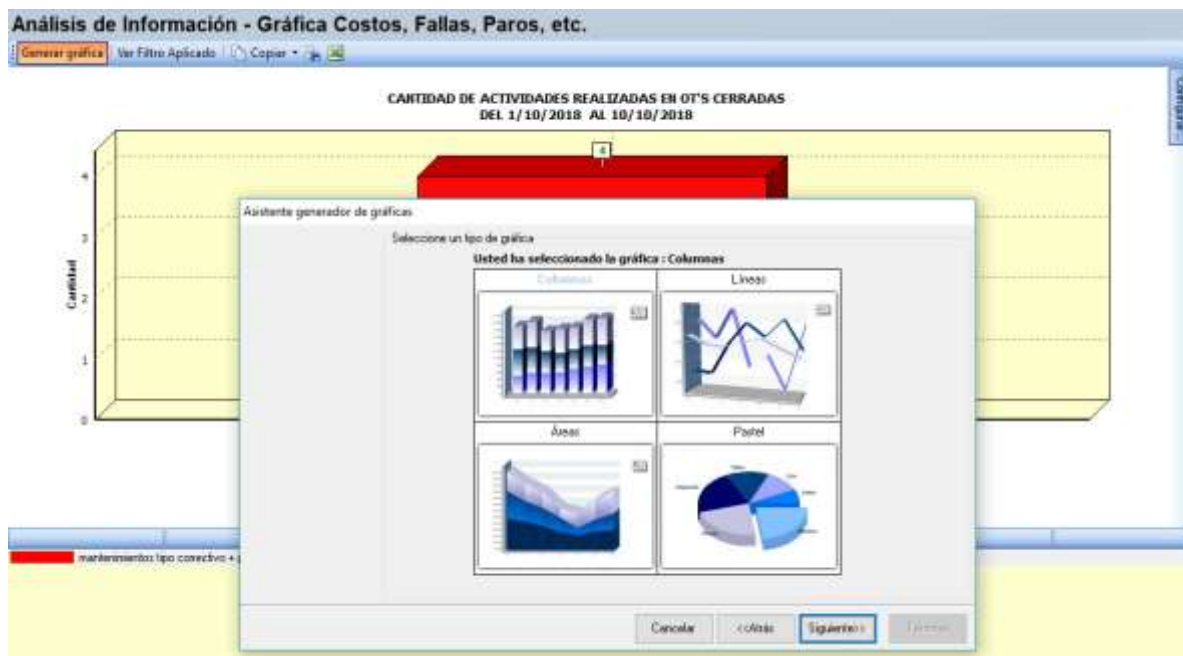 Análisis de Información - Gráfica Costos, Fallas, Paros, etc.
Generar gráfica Ver Filtro Aplicado Copiar
CANTIDAD DE ACTIVIDADES REALIZADAS EN OT'S CERRADAS
DEL 1/10/2018 AL 10/10/2018
4
4
3
2
1
0
Cantidad
Asistente generador de gráficas
Seleccione un tipo de gráfica
Usted ha seleccionado la gráfica : Columnas
Columnas Líneas
Áreas Pastel
mantenimientos tipo correctivo +
Cancelar <<Atrás Siguiente>>